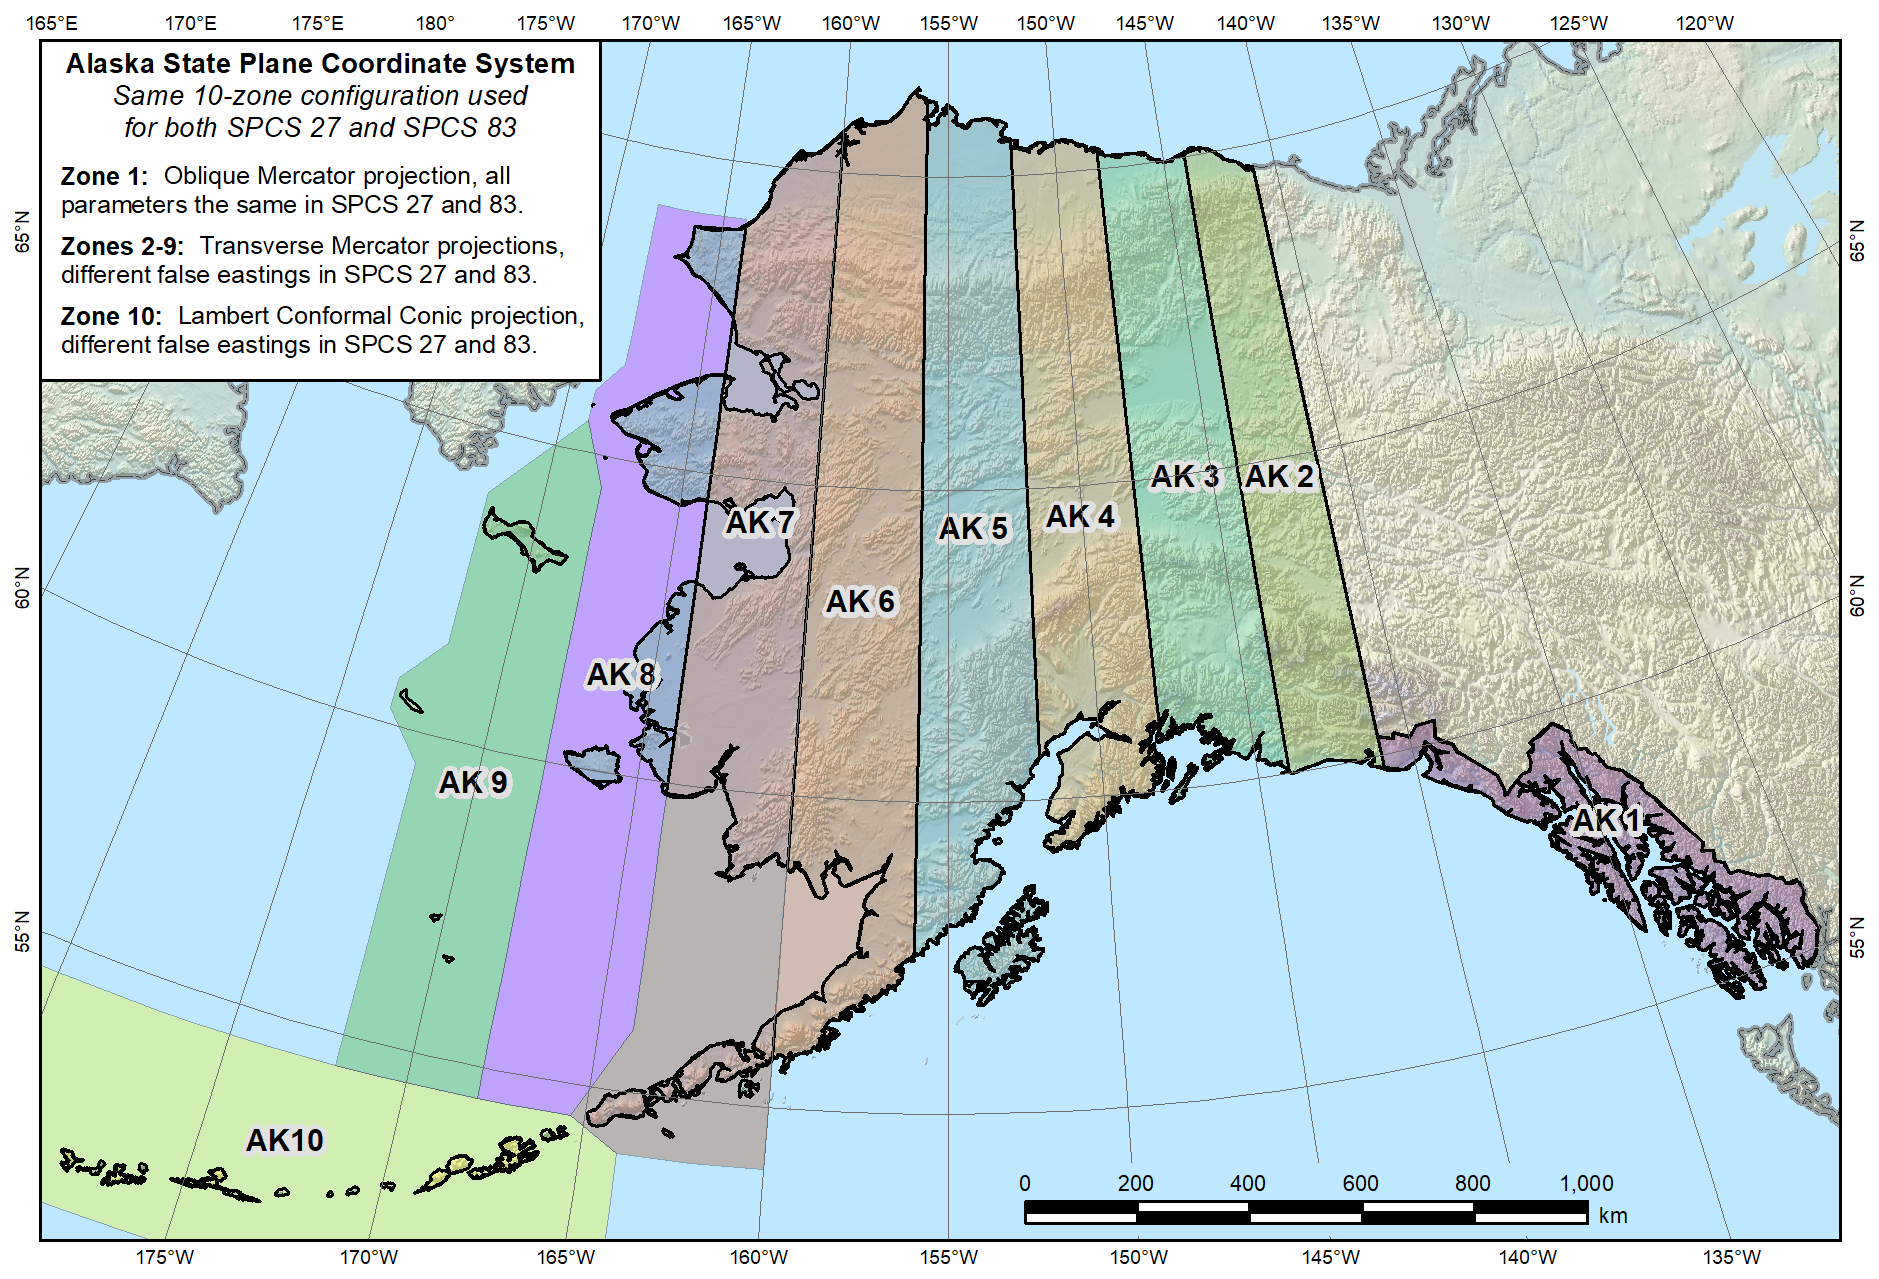 165°E 170°E 175°E 180° 175°W 170°W 165°W 160°W 155°W 150°W 145°W 140°W 135°W 130°W 125°W 120°W
Alaska State Plane Coordinate System
Same 10-zone configuration used
for both SPCS 27 and SPCS 83
Zone 1: Oblique Mercator projection, all
parameters the same in SPCS 27 and 83.
Zones 2-9: Transverse Mercator projections,
different false eastings in SPCS 27 and 83.
Zone 10: Lambert Conformal Conic projection,
different false eastings in SPCS 27 and 83.
65°N
65°N
AK 3
AK 2
AK 7
AK 4
AK 5
60°N
60°N
AK 6
AK 8
AK 9
AK 1
55°N
55°N
AK10
0 200 400 600 800 1,000
km
175°W 170°W 165°W 160°W 155°W 150°W 145°W 140°W 135°W